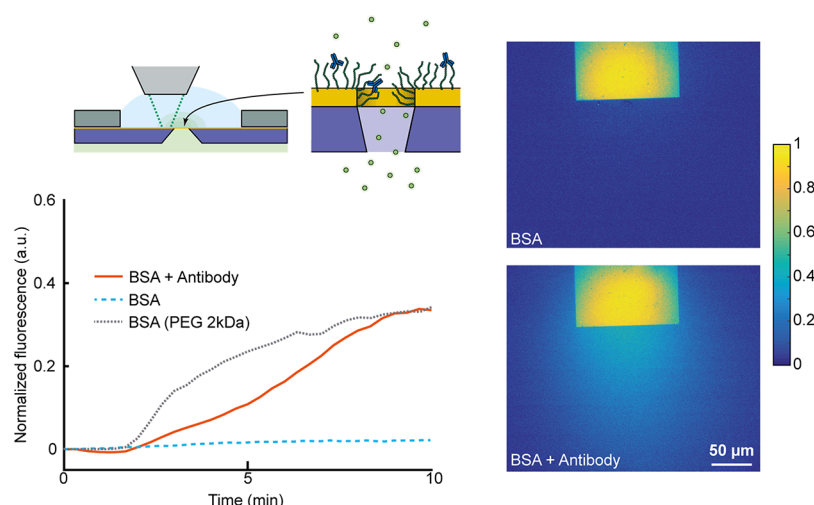 0.6
0.4
0.2
0
Normalized fluorescence (a.u.)
BSA + Antibody
BSA
BSA (PEG 2kDa)
0
5
10
Time (min)
BSA
BSA + Antibody
50 µm
1
0.8
0.6
0.4
0.2
0